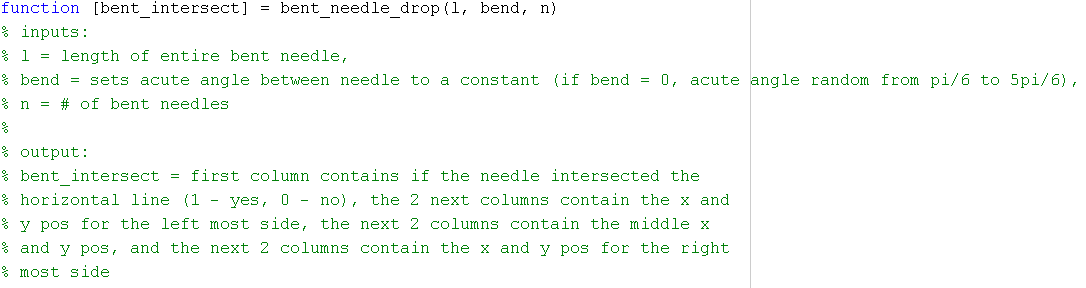 function [bent_intersect] = bent_needle_drop(l, bend, n)
% inputs:
% l = length of entire bent needle,
% bend = sets acute angle between needle to a constant (if bend = 0, acute angle random from pi/6 to 5pi/6),
% n = # of bent needles
%
% output:
% bent_intersect = first column contains if the needle intersected the
% horizontal line (1 - yes, 0 - no), the 2 next columns contain the x and
% y pos for the left most side, the next 2 columns contain the middle x
% and y pos, and the next 2 columns contain the x and y pos for the right
% most side